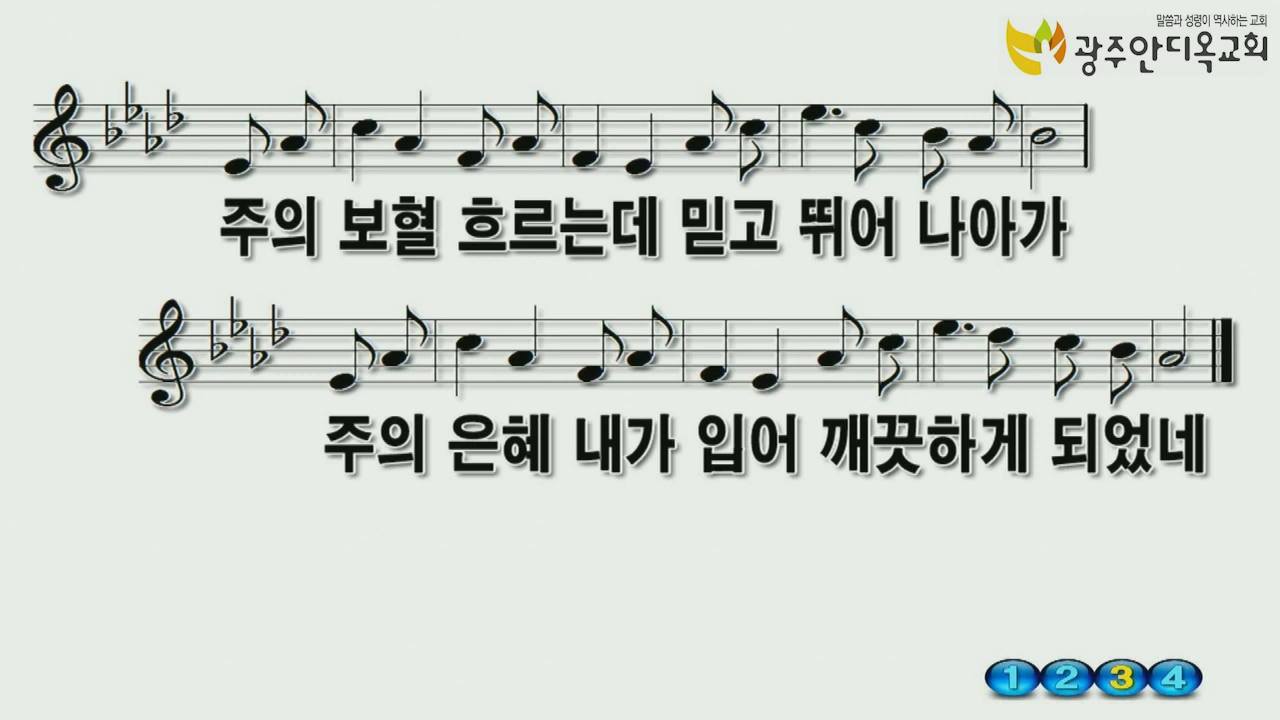 말씀과 성령이 역사하는 교회
광주안디옥교회
주의 보혈 흐르는데 믿고 뛰어 나아가
주의 은혜 내가 입어 깨끗하게 되었네
1 2 3 4